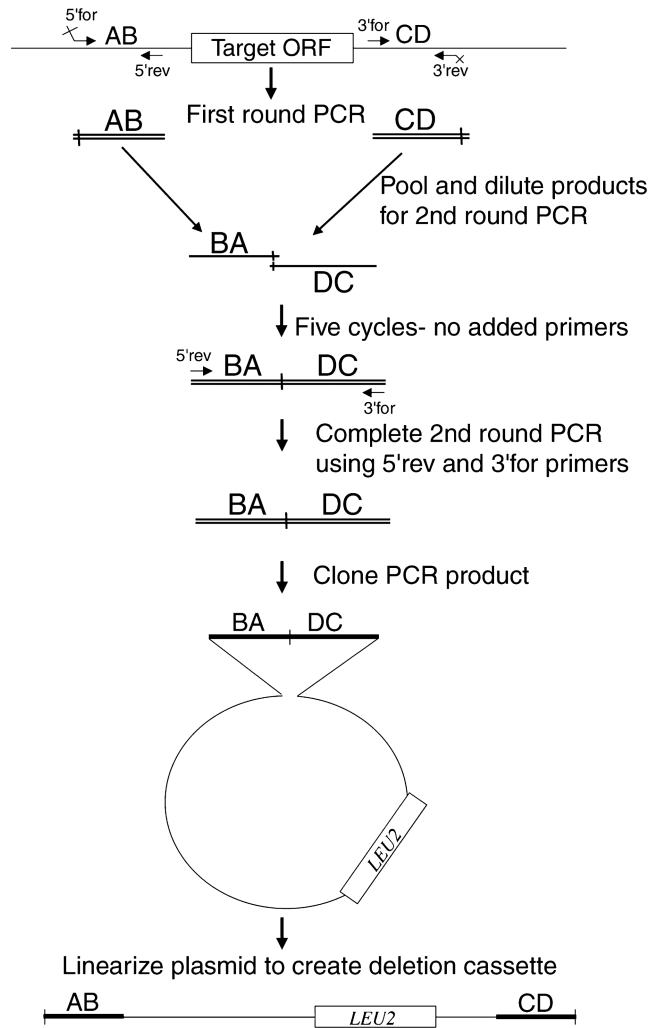 5'for
AB
5'rev
Target ORF
3'for
CD
3'rev
First round PCR
AB
CD
Pool and dilute products
for 2nd round PCR
BA
DC
Five cycles- no added primers
5'rev
BA
DC
3'for
Complete 2nd round PCR
using 5'rev and 3'for primers
BA
DC
Clone PCR product
BA
DC
LEU2
Linearize plasmid to create deletion cassette
AB
LEU2
CD